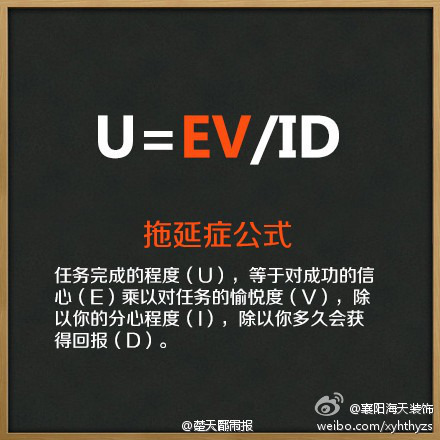 U=EV/ID
拖延症公式
任务完成的程度（U），等于对成功的信
心（E）乘以对任务的愉悦度（V），除
以你的分心程度（I），除以你多久会获
得回报（D）。
@襄阳海天装饰
@楚天都市报
weibo.com/xyhthyzs